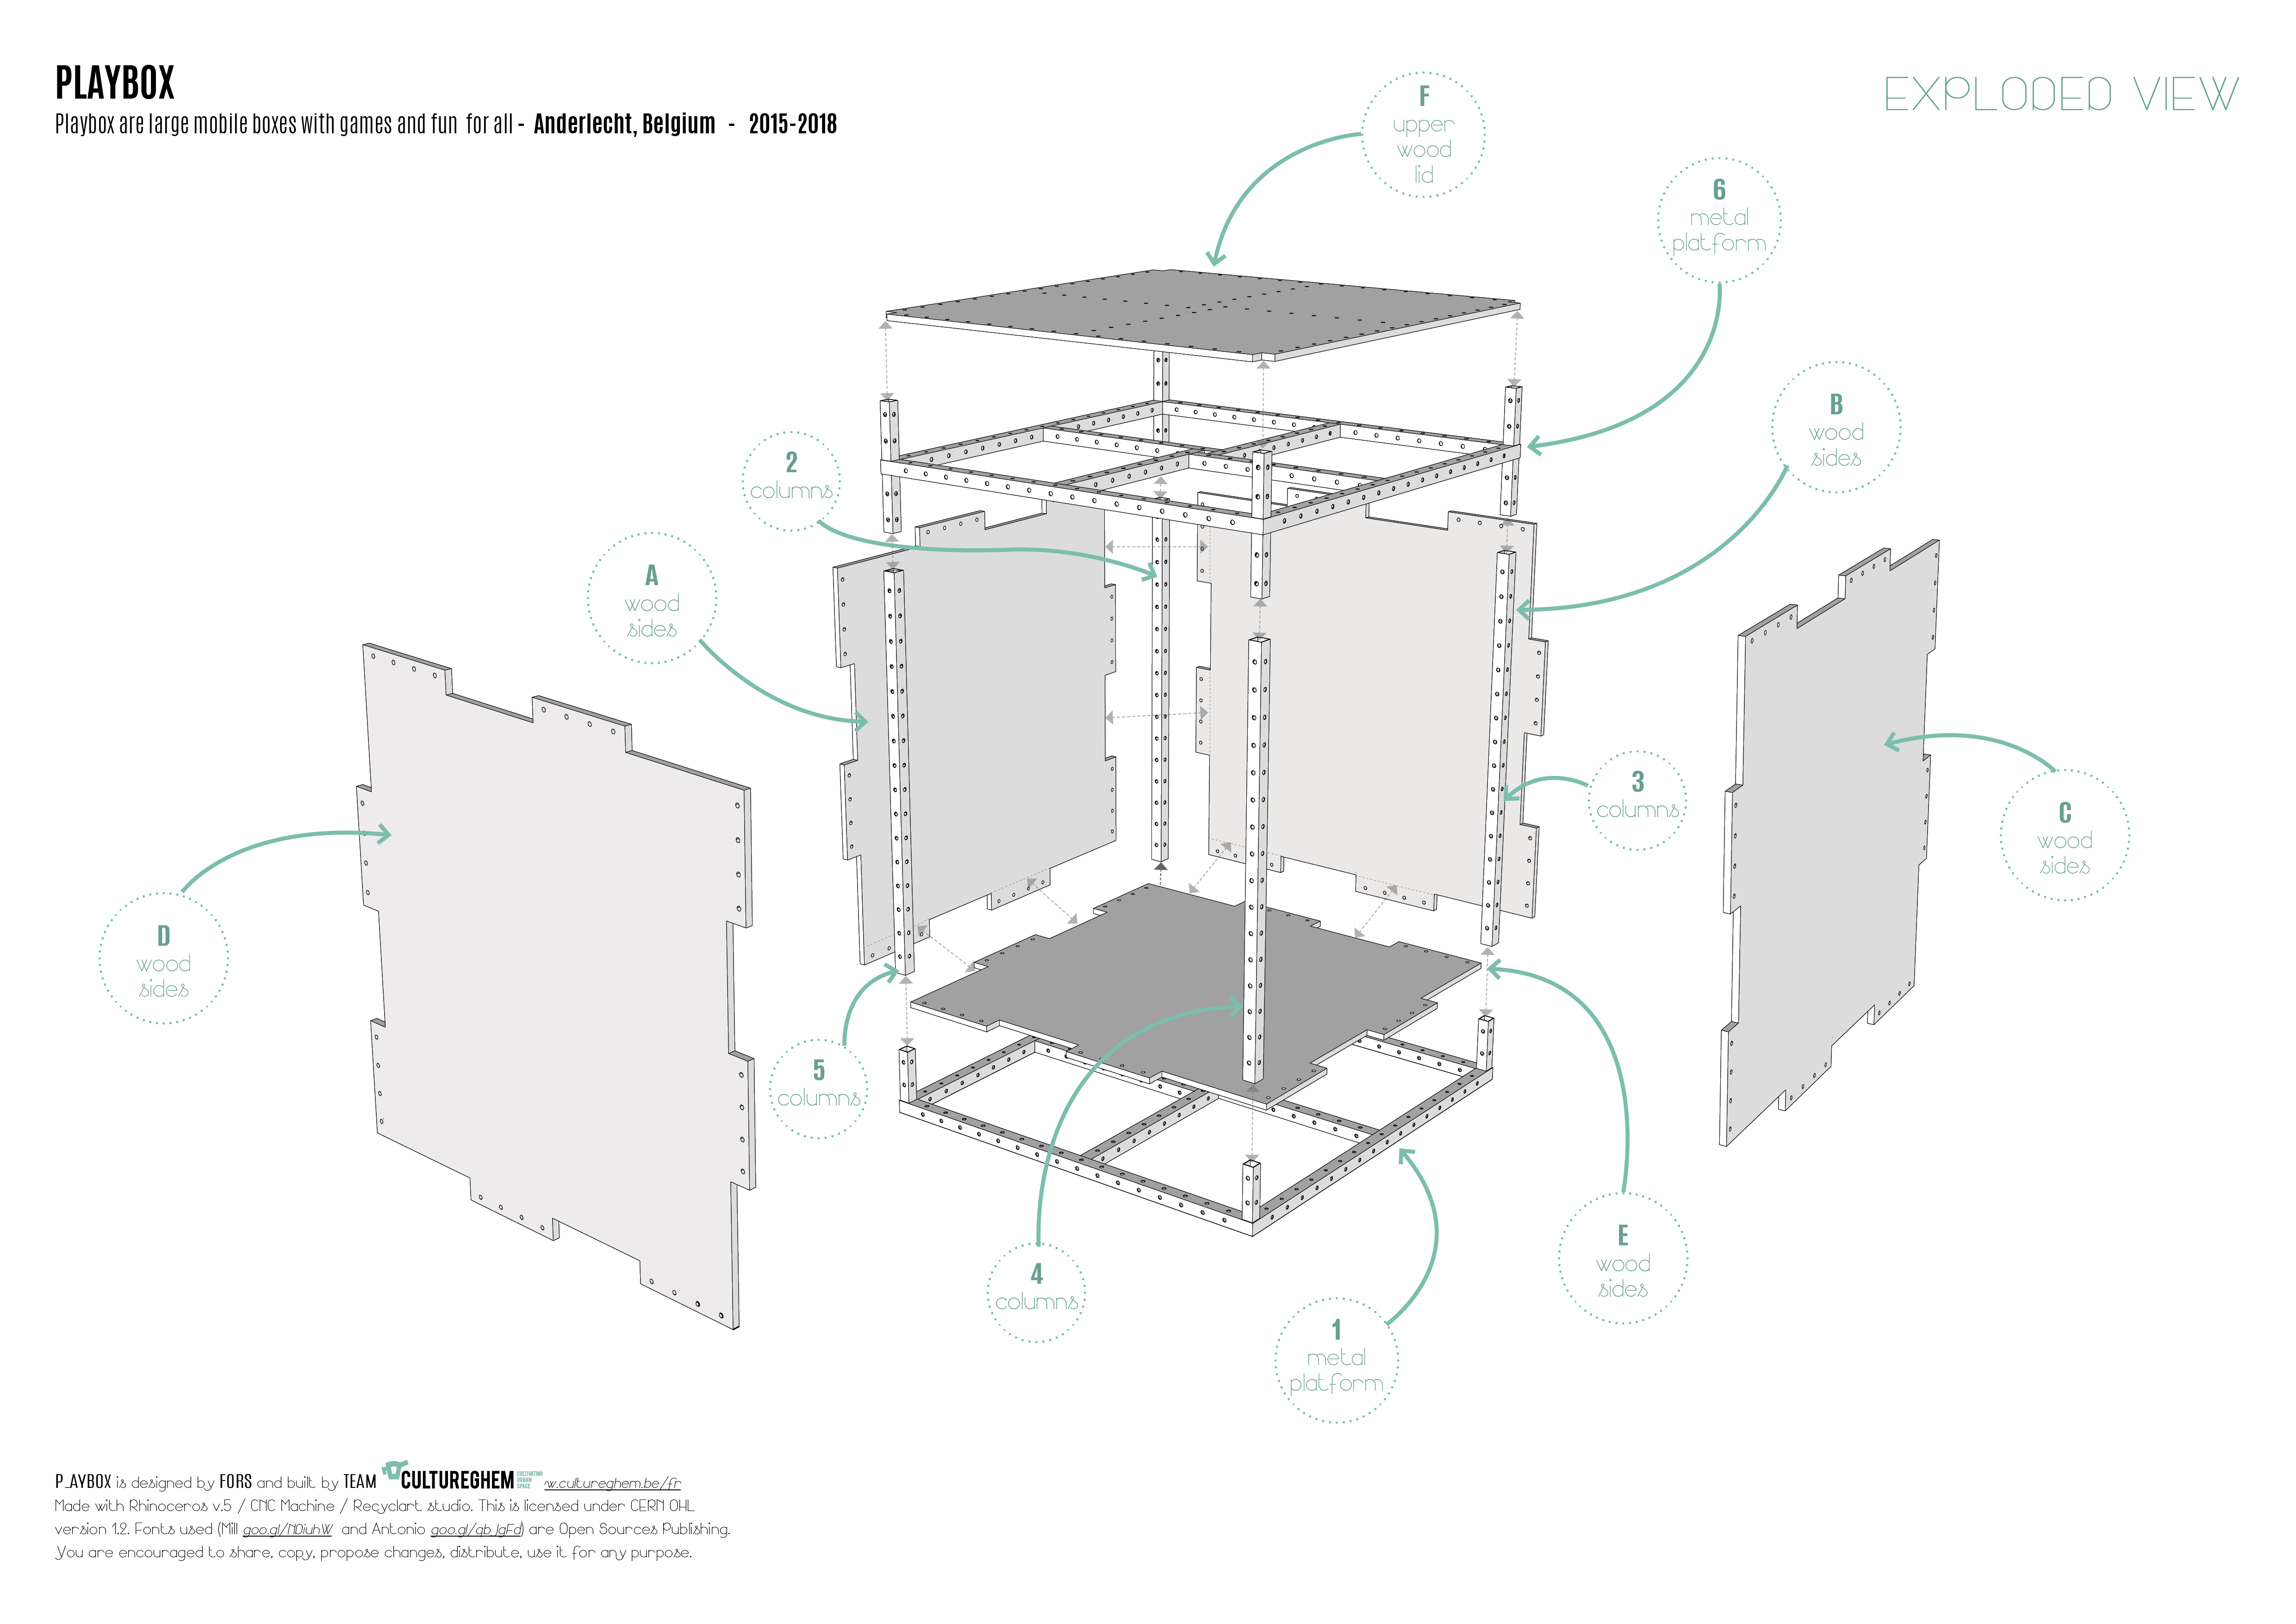 PLAYBOX
Playbox are large mobile boxes with games and fun for all - Anderlecht, Belgium - 2015-2018
EXPLODED VIEW
F
upper
wood
lid
6
metal
platform
B
wood
sides
2
columns
A
wood
sides
3
columns
C
wood
sides
D
wood
sides
5
columns
E
wood
sides
4
columns
1
metal
platform
P_AYBOX is designed by FORS and built by TEAM CULTUREGHEM CULTIVATING URBAN SPACE w.cultureghem.be/fr
Made with Rhinoceros v.5 / CNC Machine / Recyclart studio. This is licensed under CERN OHL
version 1.2. Fonts used (Mill goo.gl/NDiuhW and Antonio) are Open Sources Publishing.
You are encouraged to share, copy, propose changes, distribute, use it for any purpose.